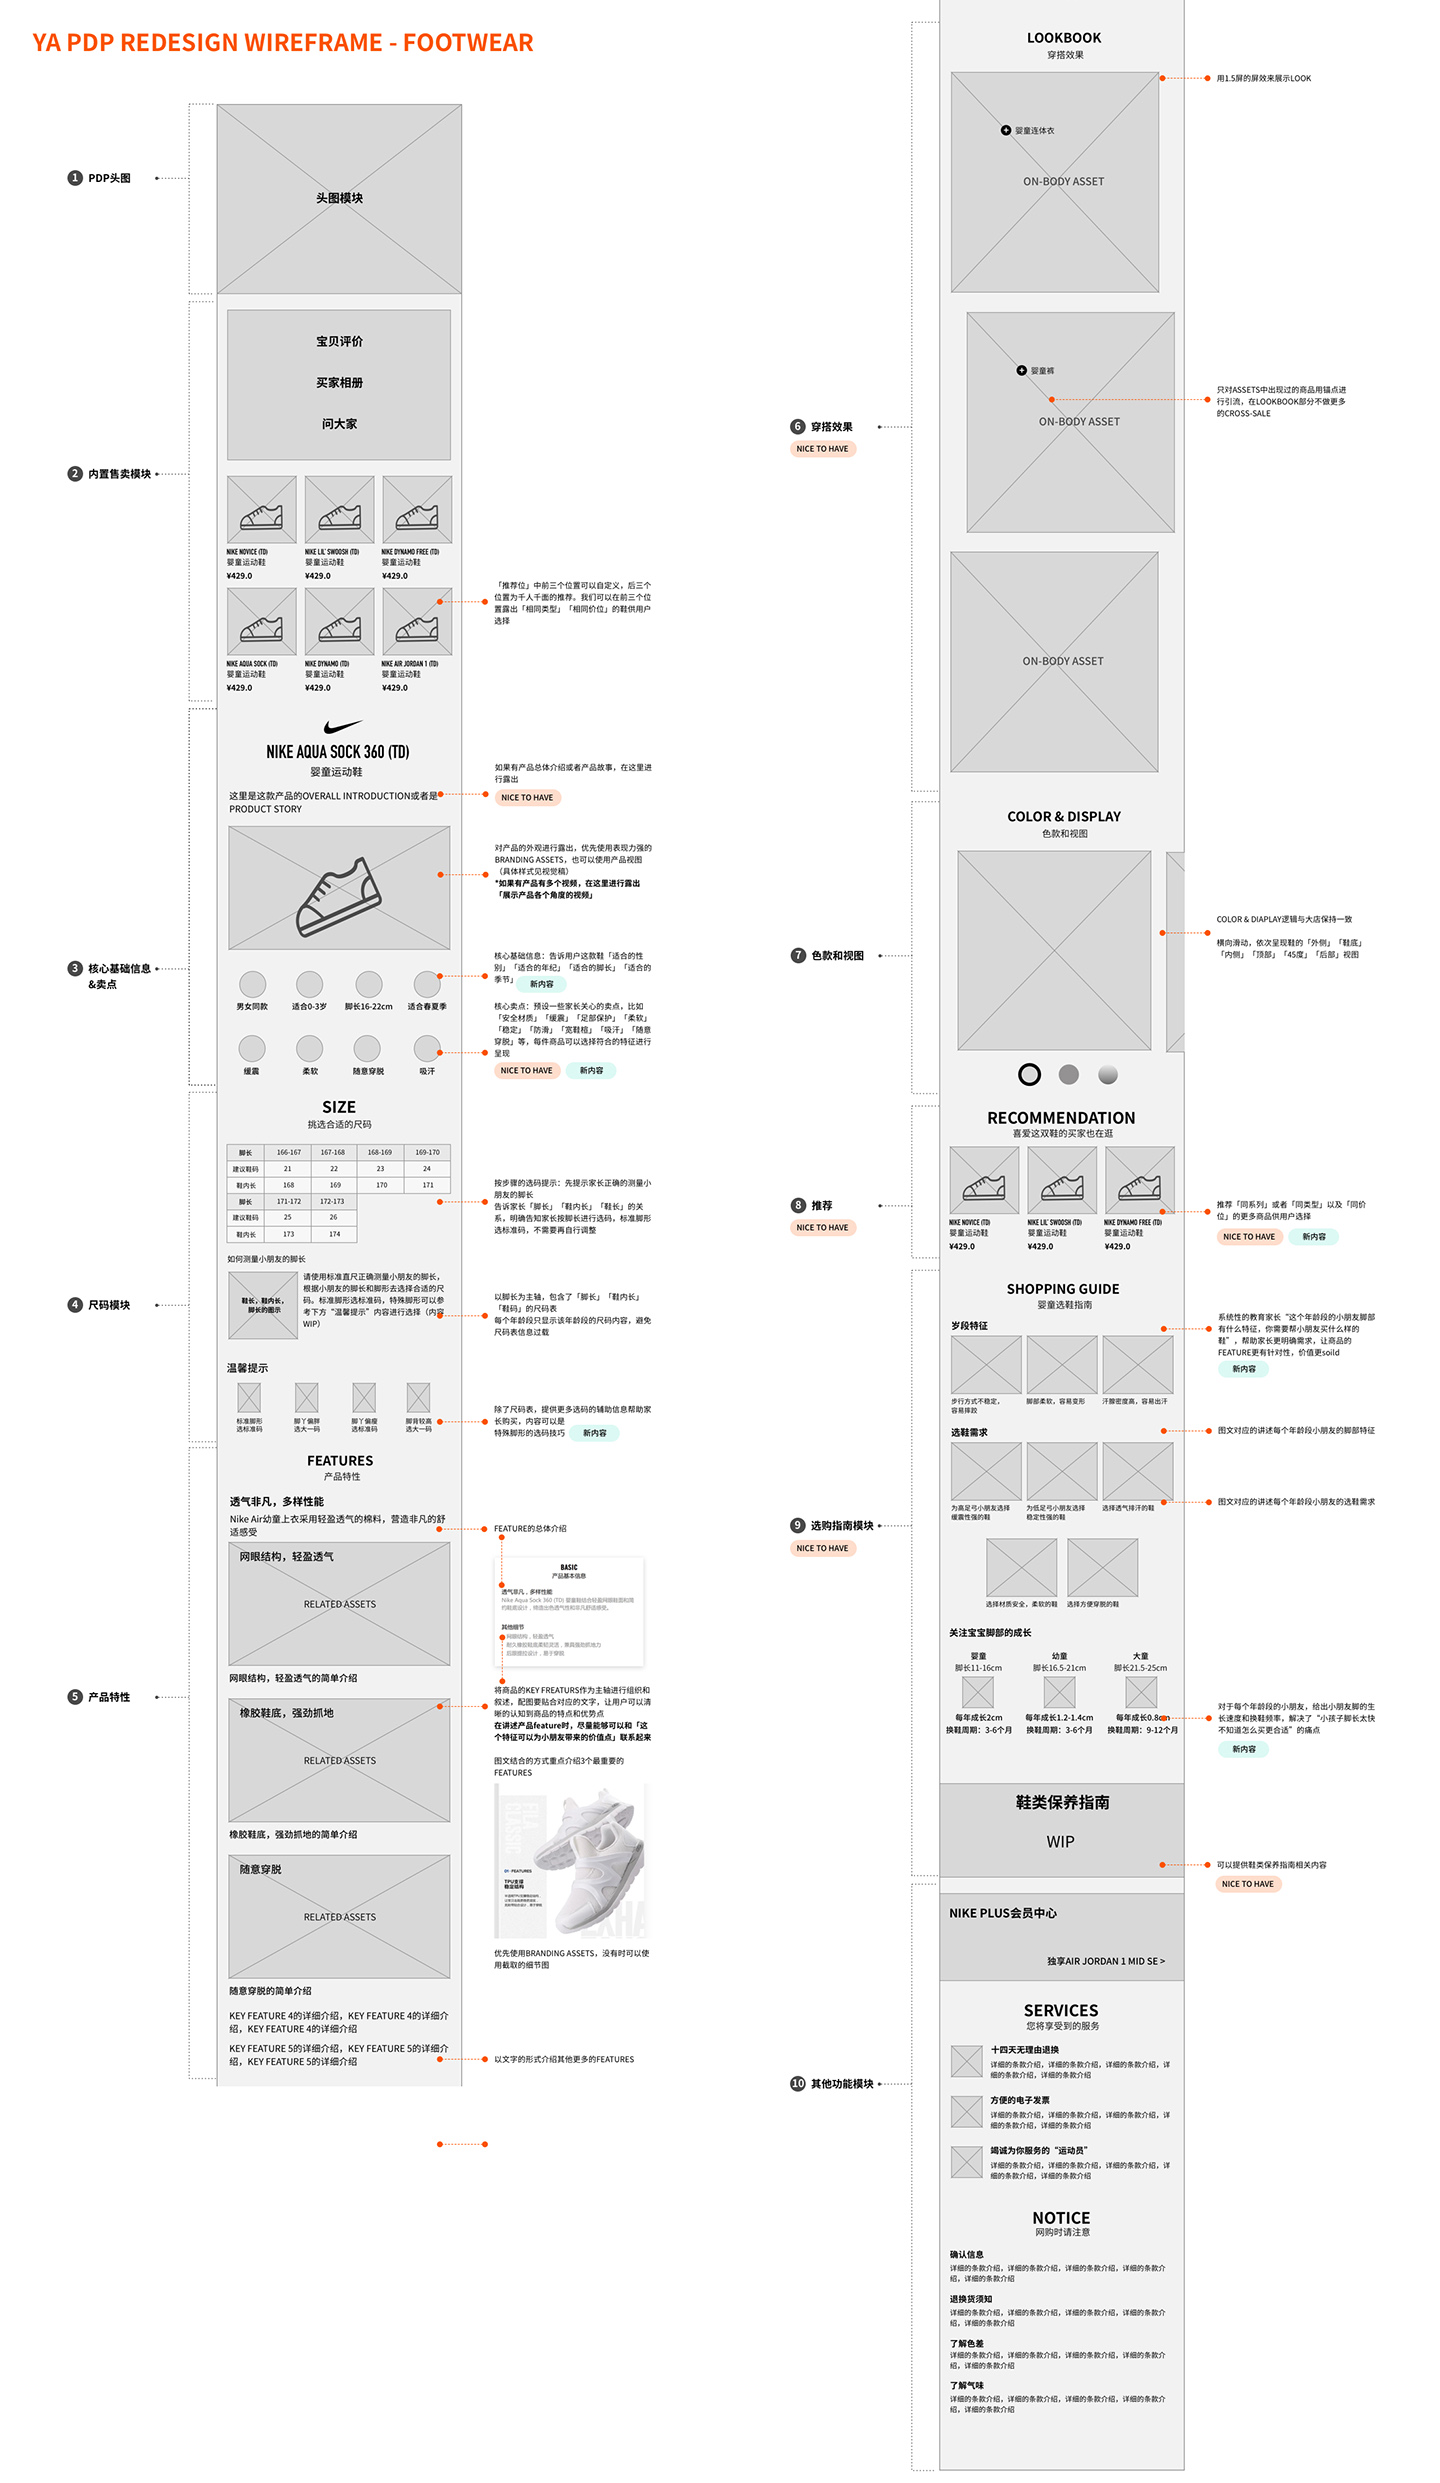 YA PDP REDESIGN WIREFRAME - FOOTWEAR
1 PDP头图
头图模块
2 内置售卖模块
宝贝评价
买家相册
问大家
NIKE NOVICE (TD)
婴童运动鞋
¥429.0
NIKE LIL' SWOOSH (TD)
婴童运动鞋
¥429.0
NIKE DYNAMO FREE (TD)
婴童运动鞋
¥429.0
NIKE AQUA SOCK (TD)
婴童运动鞋
¥429.0
NIKE DYNAMO (TD)
婴童运动鞋
¥429.0
NIKE AIR JORDAN 1 (TD)
婴童运动鞋
¥429.0
「推荐位」中前三个位置可以自定义，后三个
位置为千人千面的推荐。我们可以在前三个位
置露出「相同类型」「相同价位」的鞋供用户
选择
3 核心基础信息
&卖点
NIKE AQUA SOCK 360 (TD)
婴童运动鞋
这里是这款产品的OVERALL INTRODUCTION或者是
PRODUCT STORY
如果有产品总体介绍或者产品故事，在这里进
行露出
NICE TO HAVE
对产品的外观进行露出，优先使用表现力强的
BRANDING ASSETS，也可以使用产品视图
（具体样式见视觉稿）
*如果有产品有多个视频，在这里进行露出
「展示产品各个角度的视频」
男女同款
适合0-3岁
脚长16-22cm
适合春夏季
核心基础信息：告诉用户这款鞋「适合的性
别」「适合的年纪」「适合的脚长」「适合的
季节」
新内容
缓震
柔软
随意穿脱
吸汗
核心卖点：预设一些家长关心的卖点，比如
「安全材质」「缓震」「足部保护」「柔软」
「稳定」「防滑」「宽鞋楦」「吸汗」「随意
穿脱」等，每件商品可以选择符合的特征进行
呈现
NICE TO HAVE
新内容
4 尺码模块
SIZE
挑选合适的尺码
脚长 166-167 167-168 168-169 169-170
建议鞋码 21 22 23 24
鞋内长 168 169 170 171
脚长 171-172 172-173
建议鞋码 25 26
鞋内长 173 174
按步骤的选码提示：先提示家长正确的测量小
朋友的脚长
告诉家长「脚长」「鞋内长」「鞋长」的关
系，明确告知家长按脚长进行选码，标准脚形
选标准码，不需要再自行调整
如何测量小朋友的脚长
鞋长，鞋内长，
脚长的图示
请使用标准直尺正确测量小朋友的脚长，
根据小朋友的脚长和脚形去选择合适的尺
码。标准脚形选标准码，特殊脚形可以参
考下方“温馨提示”内容进行选择（内容
WIP）
以脚长为主轴，包含了「脚长」「鞋内长」
「鞋码」的尺码表
每个年龄段只显示该年龄段的尺码内容，避免
尺码表信息过载
温馨提示
标准脚形
选标准码
脚丫偏胖
选大一码
脚丫偏瘦
选标准码
脚背较高
选大一码
除了尺码表，提供更多选码的辅助信息帮助家
长购买，内容可以是
特殊脚形的选码技巧
新内容
5 产品特性
FEATURES
产品特性
透气非凡，多样性能
Nike Air幼童上衣采用轻盈透气的棉料，营造非凡的舒
适感受
FEATURE的总体介绍
网眼结构，轻盈透气
RELATED ASSETS
网眼结构，轻盈透气的简单介绍
BASIC
产品基本信息
透气非凡，多样性能
Nike Aqua Sock 360 (TD) 婴童鞋结合轻盈网眼鞋面和简
约鞋底设计，缔造出色透气性和非凡舒适感受。
其他细节
网眼结构，轻量透气
耐久橡胶鞋底柔韧灵活，兼具强劲抓地力
后跟提拉设计，易于穿脱
橡胶鞋底，强劲抓地
RELATED ASSETS
橡胶鞋底，强劲抓地的简单介绍
将商品的KEY FREATURS作为主轴进行组织和
叙述，配图要贴合对应的文字，让用户可以清
晰的认知到商品的特点和优势点
在讲述产品feature时，尽量能够可以和「这
个特征可以为小朋友带来的价值点」联系起来
图文结合的方式重点介绍3个最重要的
FEATURES
FILA
CLASSIC
FEATURES
TPU支撑
稳定结构
随意穿脱
RELATED ASSETS
随意穿脱的简单介绍
优先使用BRANDING ASSETS，没有时可以使
用截取的细节图
KEY FEATURE 4的详细介绍，KEY FEATURE 4的详细介
绍，KEY FEATURE 4的详细介绍
KEY FEATURE 5的详细介绍，KEY FEATURE 5的详细介
绍，KEY FEATURE 5的详细介绍
以文字的形式介绍其他更多的FEATURES
6 穿搭效果
NICE TO HAVE
LOOKBOOK
穿搭效果
用1.5屏的屏效来展示LOOK
婴童连体衣
ON-BODY ASSET
婴童裤
ON-BODY ASSET
只对ASSETS中出现过的商品用锚点进
行引流，在LOOKBOOK部分不做更多
的CROSS-SALE
ON-BODY ASSET
7 色款和视图
COLOR & DISPLAY
色款和视图
COLOR & DIAPLAY逻辑与大店保持一致
横向滑动，依次呈现鞋的「外侧」「鞋底」
「内侧」「顶部」「45度」「后部」视图
8 推荐
NICE TO HAVE
RECOMMENDATION
喜爱这双鞋的买家也在逛
NIKE NOVICE (TD)
婴童运动鞋
¥429.0
NIKE LIL' SWOOSH (TD)
婴童运动鞋
¥429.0
NIKE DYNAMO FREE (TD)
婴童运动鞋
¥429.0
推荐「同系列」或者「同类型」以及「同价
位」的更多商品供用户选择
NICE TO HAVE
新内容
9 选购指南模块
NICE TO HAVE
SHOPPING GUIDE
婴童选鞋指南
岁段特征
步行方式不稳定，
容易摔跤
脚部柔软，容易变形
汗腺密度高，容易出汗
系统性的教育家长“这个年龄段的小朋友脚部
有什么特征，你需要帮小朋友买什么样的
鞋”，帮助家长更明确需求，让商品的
FEATURE更有针对性，价值更soild
新内容
选鞋需求
图文对应的讲述每个年龄段小朋友的脚部特征
为高足弓小朋友选择
缓震性强的鞋
为低足弓小朋友选择
稳定性强的鞋
选择透气排汗的鞋
图文对应的讲述每个年龄段小朋友的选鞋需求
选择材质安全，柔软的鞋
选择方便穿脱的鞋
关注宝宝脚部的成长
婴童
脚长11-16cm
每年成长2cm
换鞋周期：3-6个月
幼童
脚长16.5-21cm
每年成长1.2-1.4cm
换鞋周期：3-6个月
大童
脚长21.5-25cm
每年成长0.8cm
换鞋周期：9-12个月
对于每个年龄段的小朋友，给出小朋友脚的生
长速度和换鞋频率，解决了“小孩子脚长太快
不知道怎么买更合适”的痛点
新内容
鞋类保养指南
WIP
可以提供鞋类保养指南相关内容
NICE TO HAVE
10 其他功能模块
NIKE PLUS会员中心
独享AIR JORDAN 1 MID SE >
SERVICES
您将享受到的服务
十四天无理由退换
详细的条款介绍，详细的条款介绍，详细的条款介绍，详
细的条款介绍，详细的条款介绍
方便的电子发票
详细的条款介绍，详细的条款介绍，详细的条款介绍，详
细的条款介绍，详细的条款介绍
竭诚为你服务的“运动员”
详细的条款介绍，详细的条款介绍，详细的条款介绍，详
细的条款介绍，详细的条款介绍
NOTICE
网购时请注意
确认信息
详细的条款介绍，详细的条款介绍，详细的条款介绍，详细的条款介
绍，详细的条款介绍
退换货须知
详细的条款介绍，详细的条款介绍，详细的条款介绍，详细的条款介
绍，详细的条款介绍
了解色差
详细的条款介绍，详细的条款介绍，详细的条款介绍，详细的条款介
绍，详细的条款介绍
了解气味
详细的条款介绍，详细的条款介绍，详细的条款介绍，详细的条款介
绍，详细的条款介绍